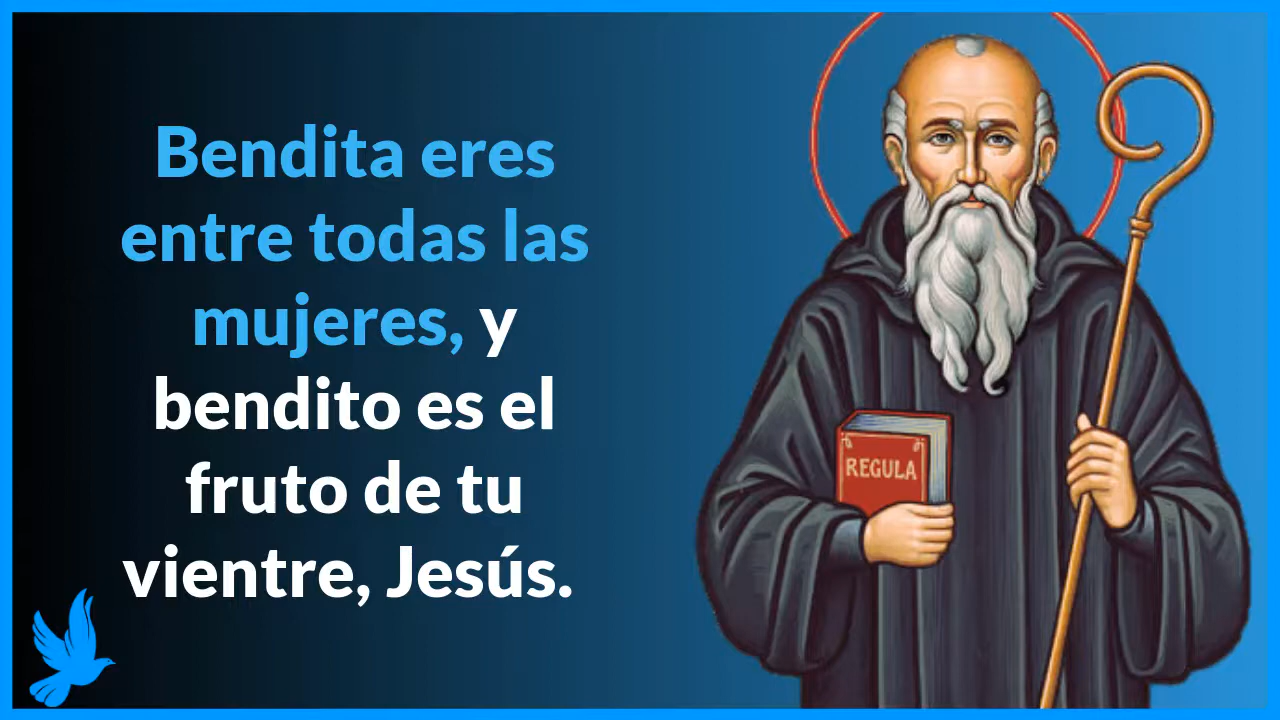 Bendita eres
entre todas las
mujeres, y
bendito es el
fruto de tu
vientre, Jesús.
REGULA